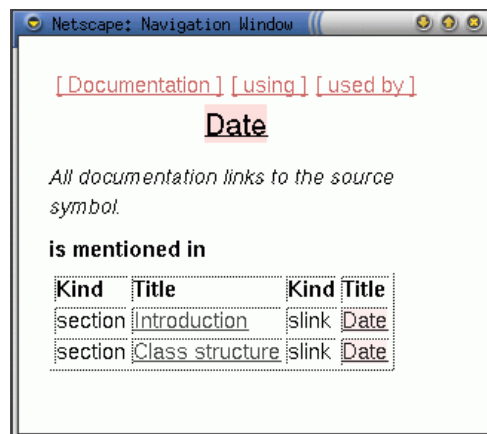 Netscape: Navigation Window
[ Documentation ] [ using ] [ used by ]
Date
All documentation links to the source
symbol.
is mentioned in
Kind Title Kind Title
section Introduction slink Date
section Class structure slink Date